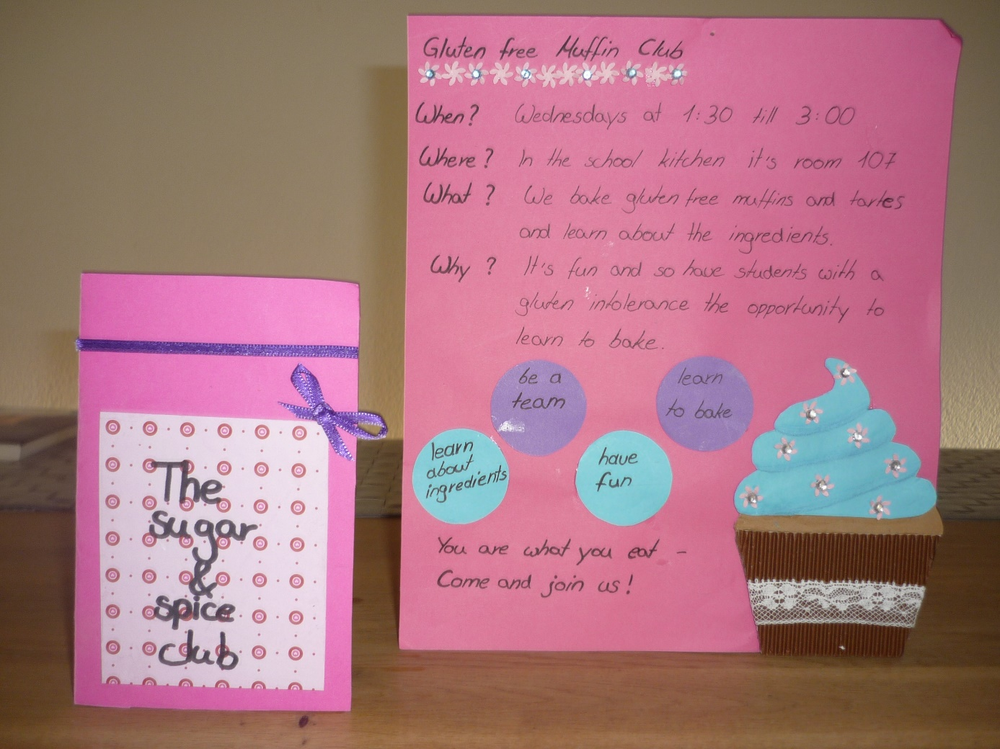 The
sugar
&
spice
club
Gluten free Muffin Club
When? Wednesdays at 1:30 till 3:00
Where? In the school kitchen it's room 107
What? We bake gluten free muffins and tartes
and learn about the ingredients.
Why? It's fun and so have students with a
gluten intolerance the opportunity to
learn to bake.
be a
team
learn
to bake
learn
about
ingredients
have
fun
You are what you eat -
Come and join us!